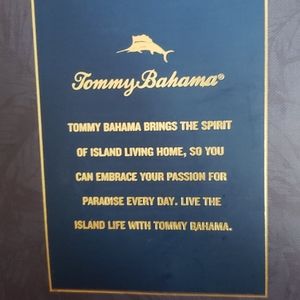 Tommy Bahama®
TOMMY BAHAMA BRINGS THE SPIRIT
OF ISLAND LIVING HOME, SO YOU
CAN EMBRACE YOUR PASSION FOR
PARADISE EVERY DAY. LIVE THE
ISLAND LIFE WITH TOMMY BAHAMA.